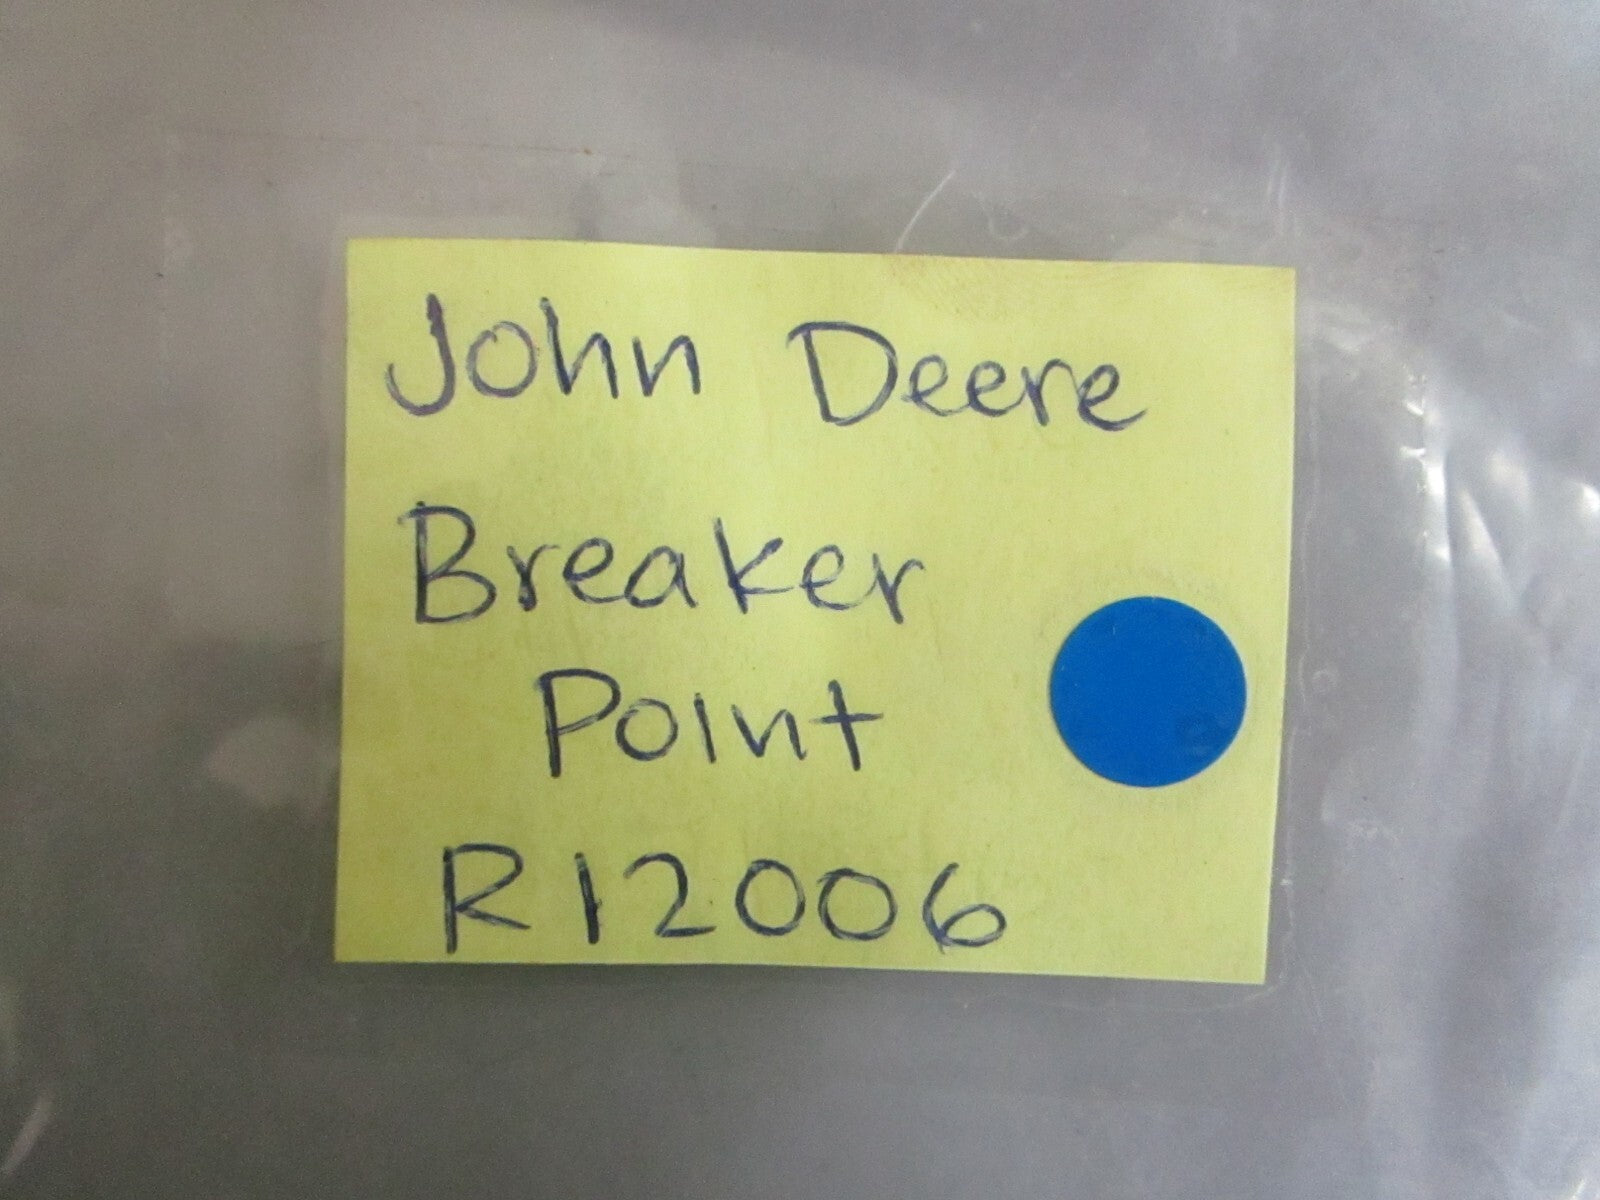 John Deere
Breaker
Point
R12006